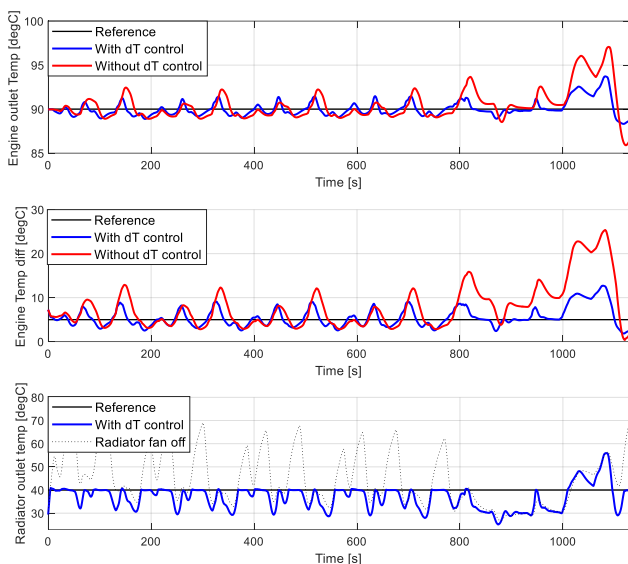 100
95
90
85
Engine outlet Temp [degC]
Reference
With dT control
Without dT control
0
200
400
600
800
1000
Time [s]
30
20
10
0
Engine Temp diff [degC]
Reference
With dT control
Without dT control
0
200
400
600
800
1000
Time [s]
80
70
60
50
40
30
Radiator outlet temp [degC]
Reference
With dT control
Radiator fan off
0
200
400
600
800
1000
Time [s]